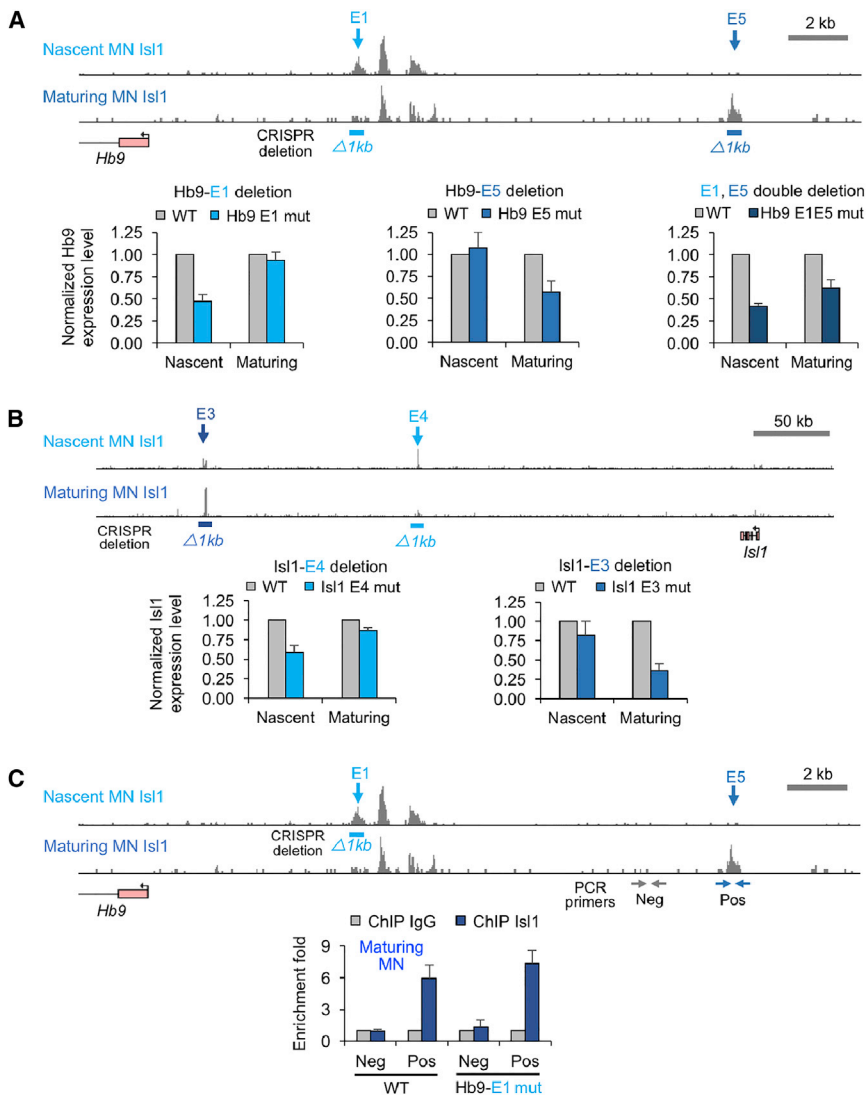 A
E1
E5
2 kb
Nascent MN Isl1
Maturing MN Isl1
Hb9
CRISPR
deletion
△1kb
△1kb
Hb9-E1 deletion
WT Hb9 E1 mut
Normalized Hb9
expression level
1.25
1.00
0.75
0.50
0.25
0.00
Nascent Maturing
Hb9-E5 deletion
WT Hb9 E5 mut
1.25
1.00
0.75
0.50
0.25
0.00
Nascent Maturing
E1, E5 double deletion
WT Hb9 E1E5 mut
1.25
1.00
0.75
0.50
0.25
0.00
Nascent Maturing
B
E3
E4
50 kb
Nascent MN Isl1
Maturing MN Isl1
CRISPR
deletion
△1kb
△1kb
Isl1
Isl1-E4 deletion
WT Isl1 E4 mut
Normalized Isl1
expression level
1.25
1.00
0.75
0.50
0.25
0.00
Nascent Maturing
Isl1-E3 deletion
WT Isl1 E3 mut
1.25
1.00
0.75
0.50
0.25
0.00
Nascent Maturing
C
E1
E5
2 kb
Nascent MN Isl1
CRISPR
deletion
△1kb
Maturing MN Isl1
Hb9
PCR
primers
Neg
Pos
ChIP IgG ChIP Isl1
Maturing
MN
Enrichment fold
9
6
3
0
Neg Pos Neg Pos
WT Hb9-E1 mut